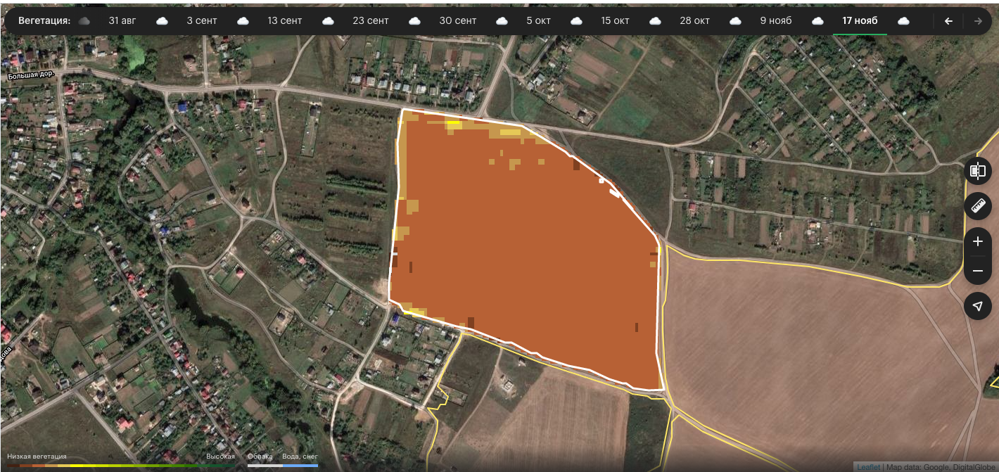 Вегетация: 31 авг 3 сент 13 сент 23 сент 30 сент 5 окт 15 окт 28 окт 9 нояб 17 нояб
Большая дор.
Низкая вегетация Высокая Облака Вода, снег
Leaflet | Map data: Google, DigitalGlobe